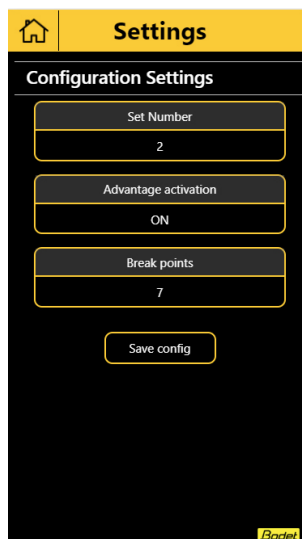 Settings
Configuration Settings
Set Number
2
Advantage activation
ON
Break points
7
Save config
Bodet